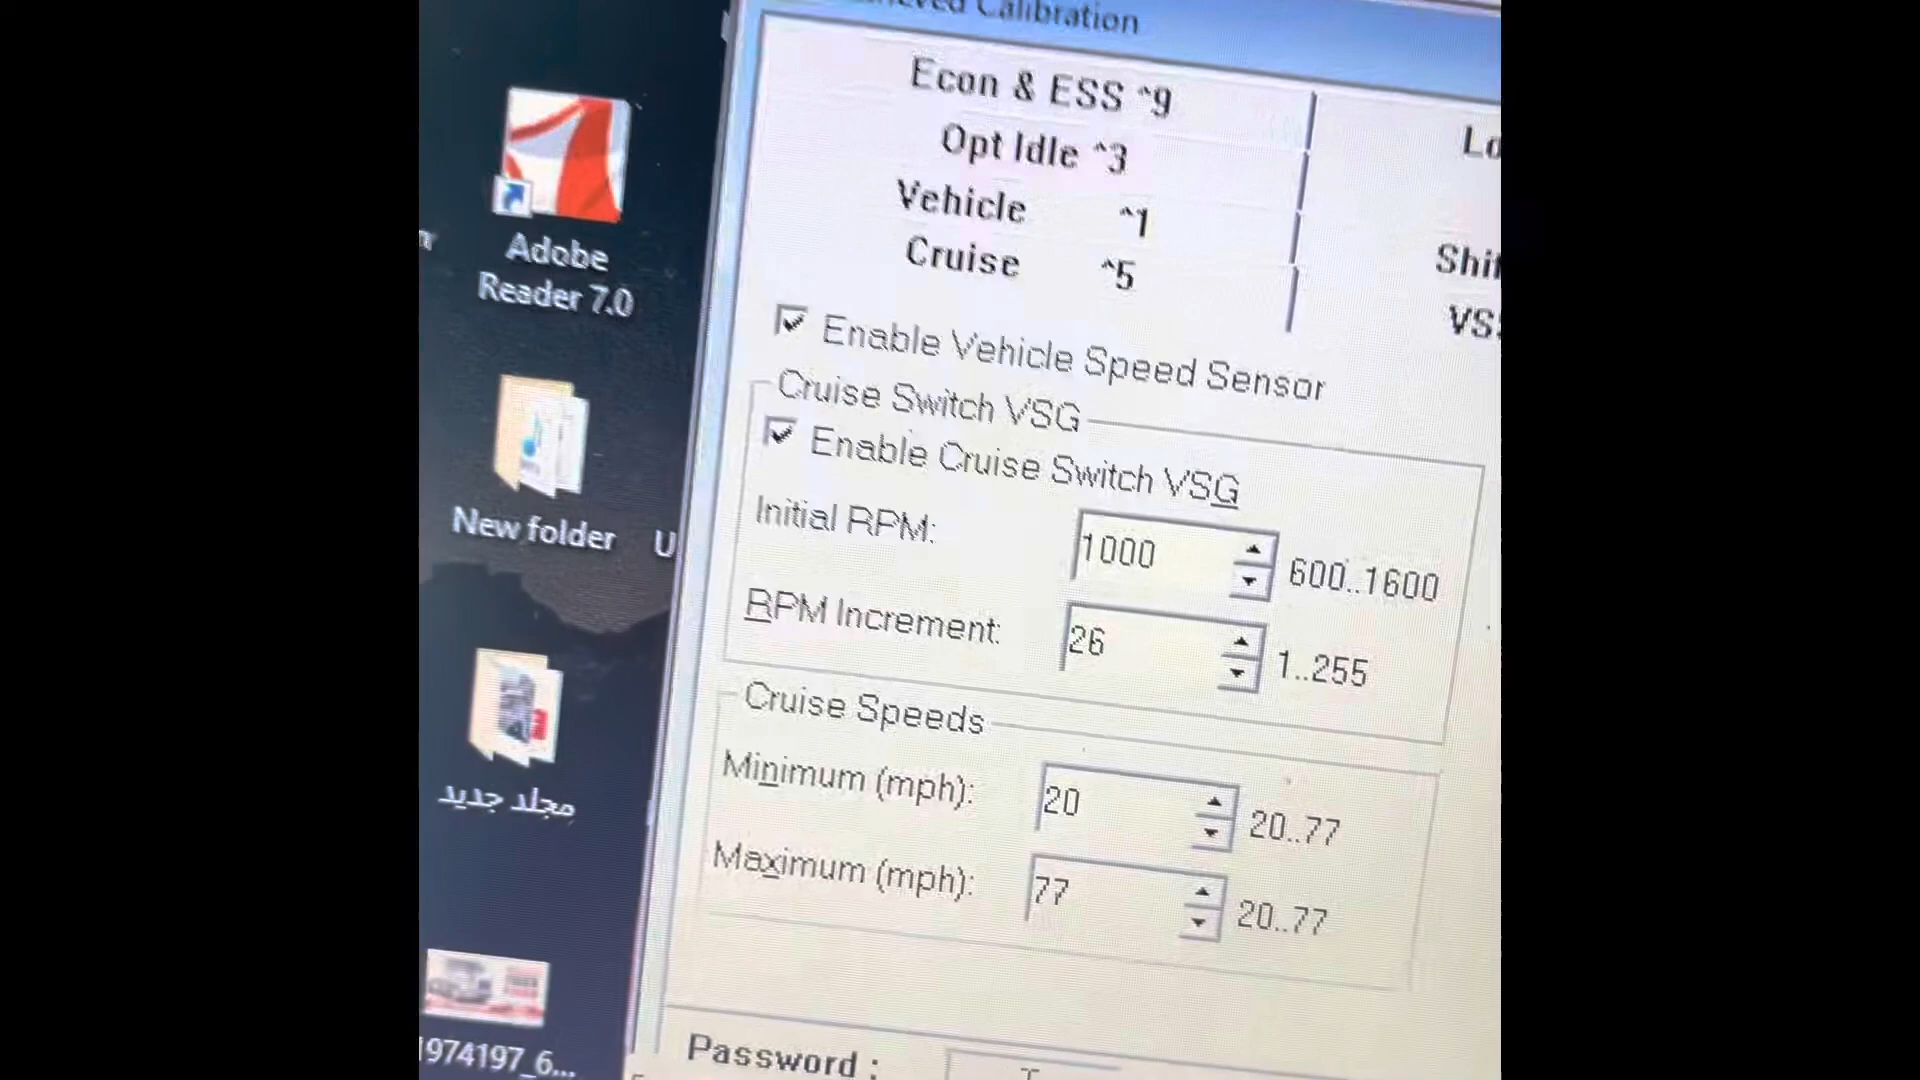 Calibration
Econ & ESS ^9
Opt Idle ^3
Vehicle ^1
Cruise ^5
Enable Vehicle Speed Sensor
Cruise Switch VSG
Enable Cruise Switch VSG
Initial RPM:
1000
600..1600
RPM Increment:
26
1..255
Cruise Speeds
Minimum (mph):
20
20..77
Maximum (mph):
77
20..77
Password :
Adobe
Reader 7.0
New folder
مجلد جديد
1974197_6...